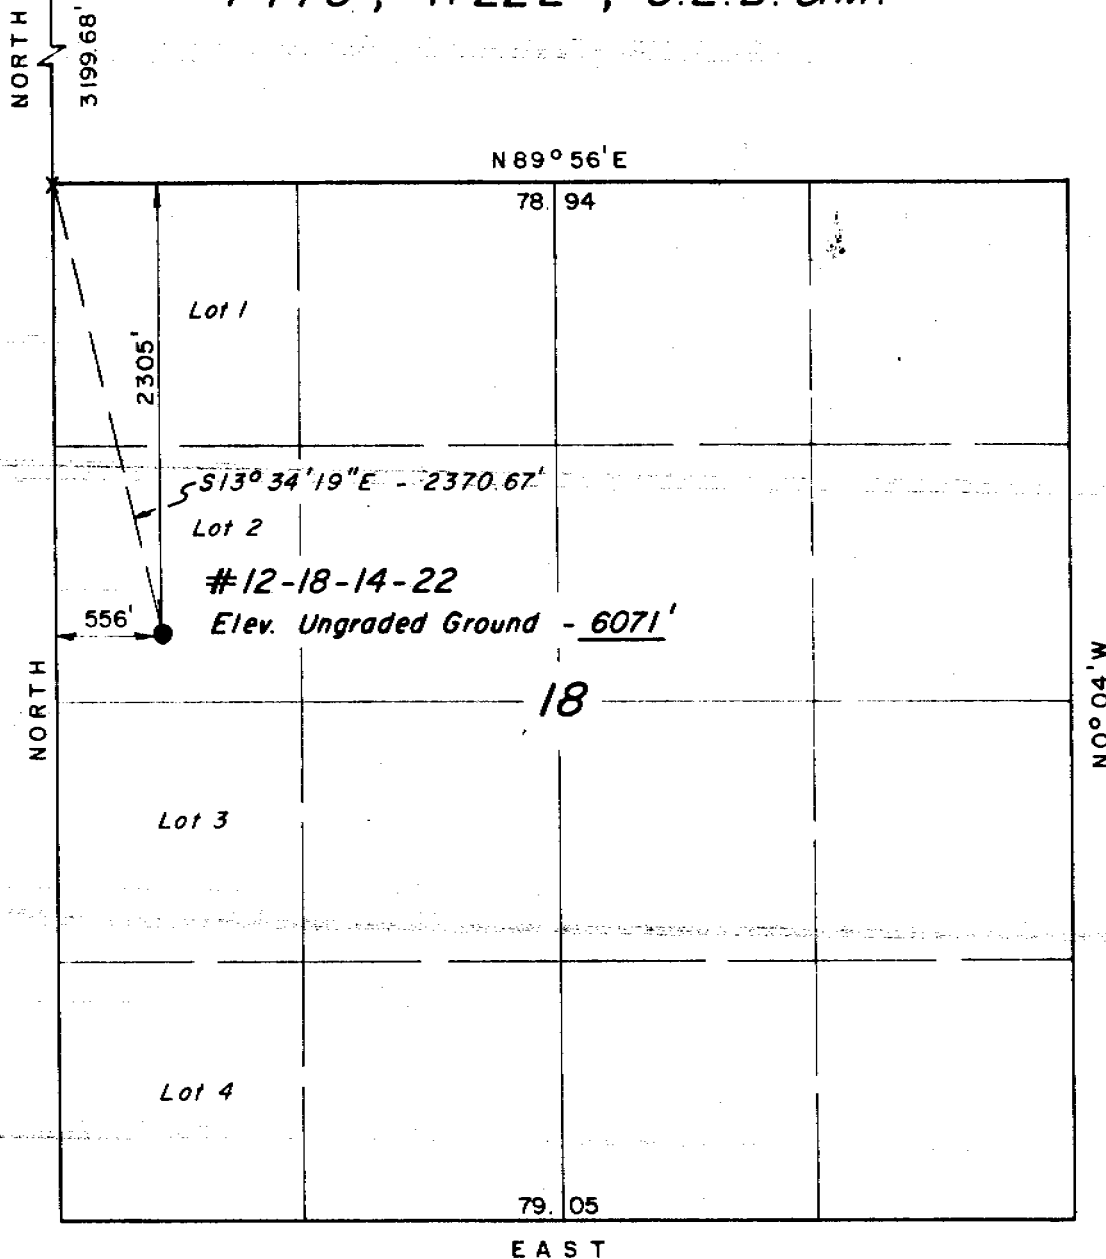 NORTH
3199.68'
N89°56'E
78.94
Lot 1
2305'
S13°34'19"E - 2370.67'
Lot 2
#12-18-14-22
556'
Elev. Ungraded Ground - 6071'
NORTH
18
N0°04'W
Lot 3
Lot 4
79.05
EAST